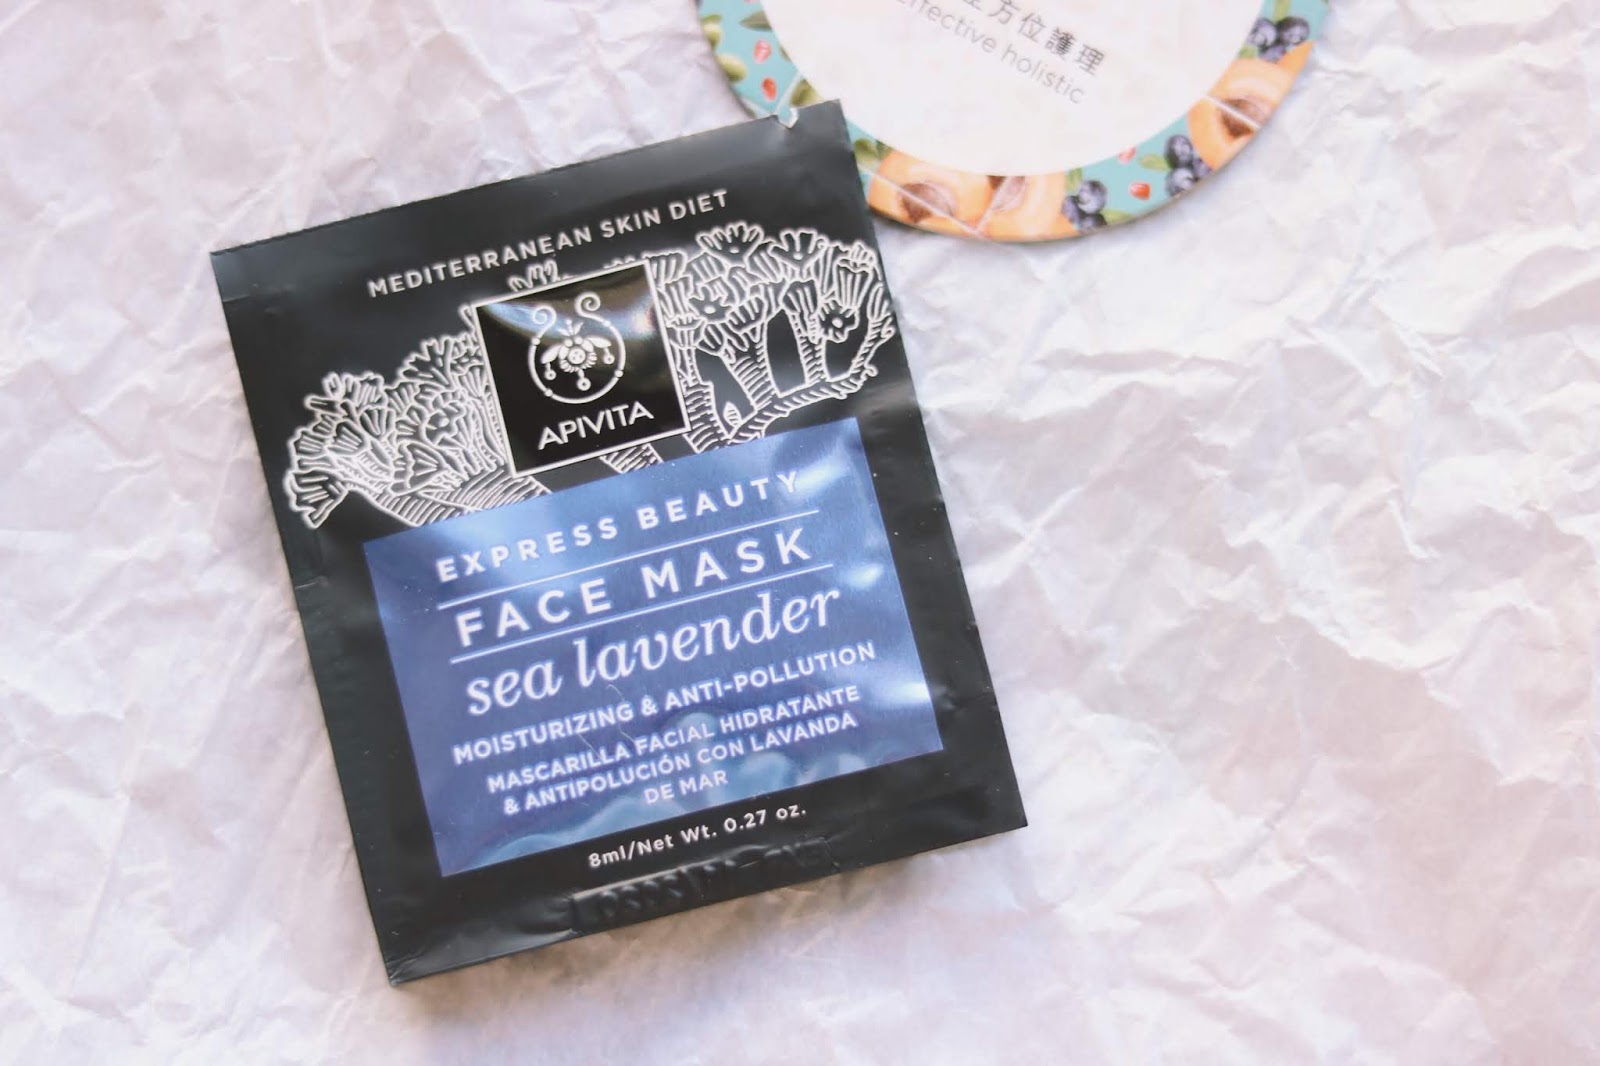 方位護理
effective holistic
MEDITERRANEAN SKIN DIET
APIVITA
EXPRESS BEAUTY
FACE MASK
sea lavender
MOISTURIZING & ANTI-POLLUTION
MASCARILLA FACIAL HIDRATANTE
& ANTIPOLUCIÓN CON LAVANDA
DE MAR
8ml/Net Wt. 0.27 oz.